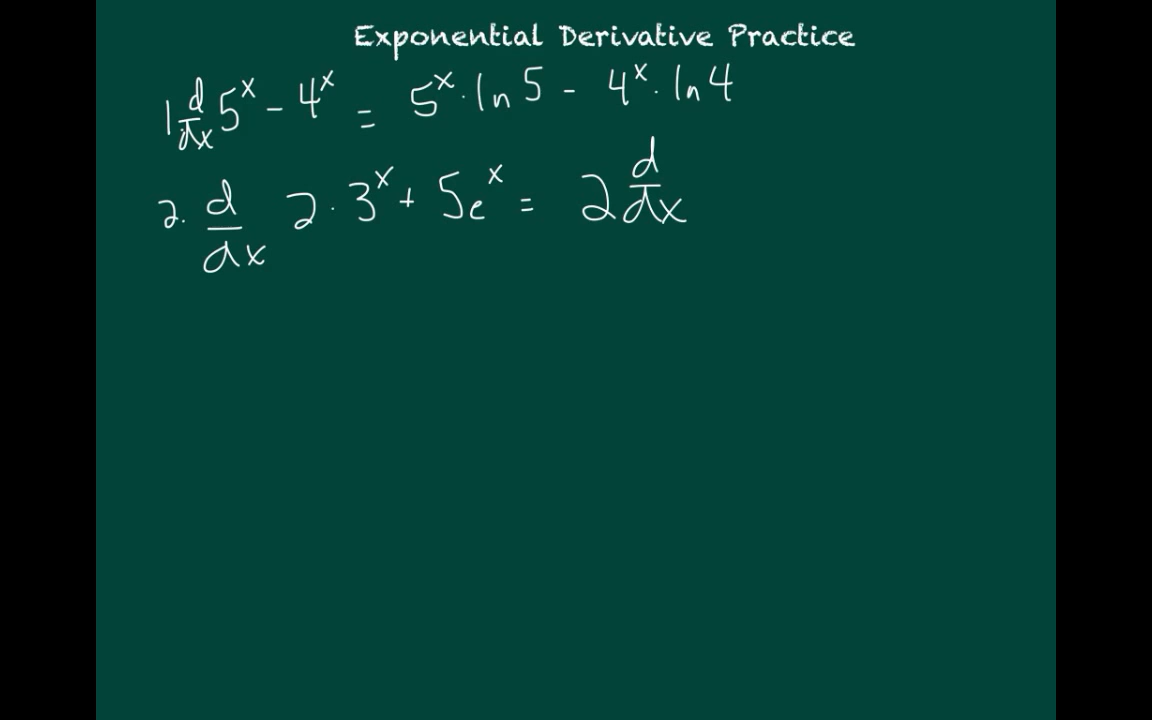 Exponential Derivative Practice
1 d/dx 5^x - 4^x = 5^x · ln 5 - 4^x · ln 4
2. d/dx 2 · 3^x + 5e^x = 2 d/dx